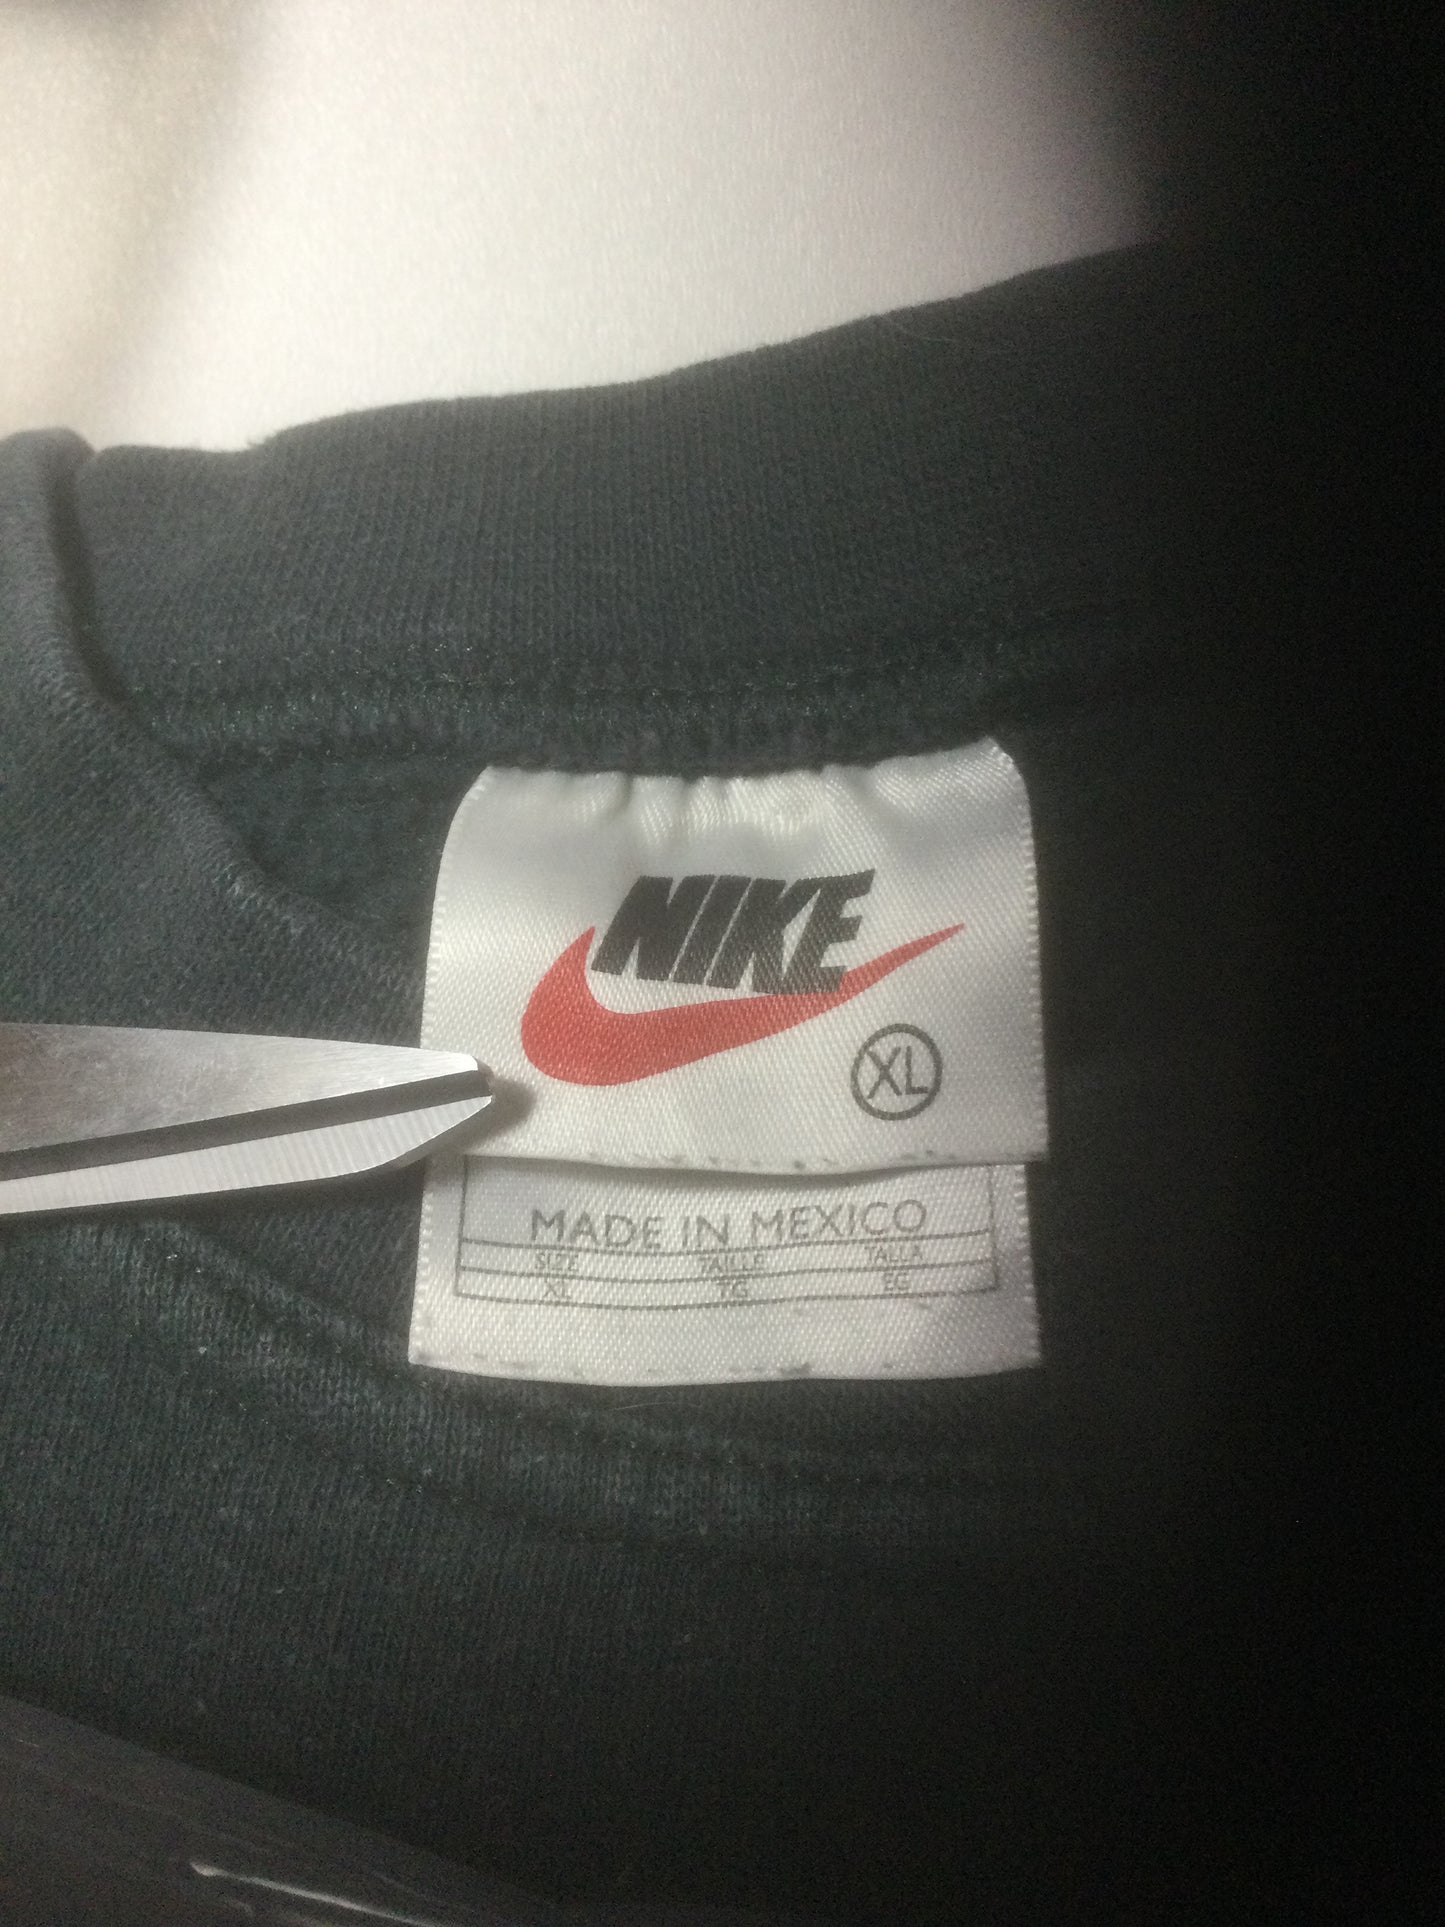 NIKE
XL
MADE IN MEXICO
SIZE TAILLE TALLA
XL TG EG